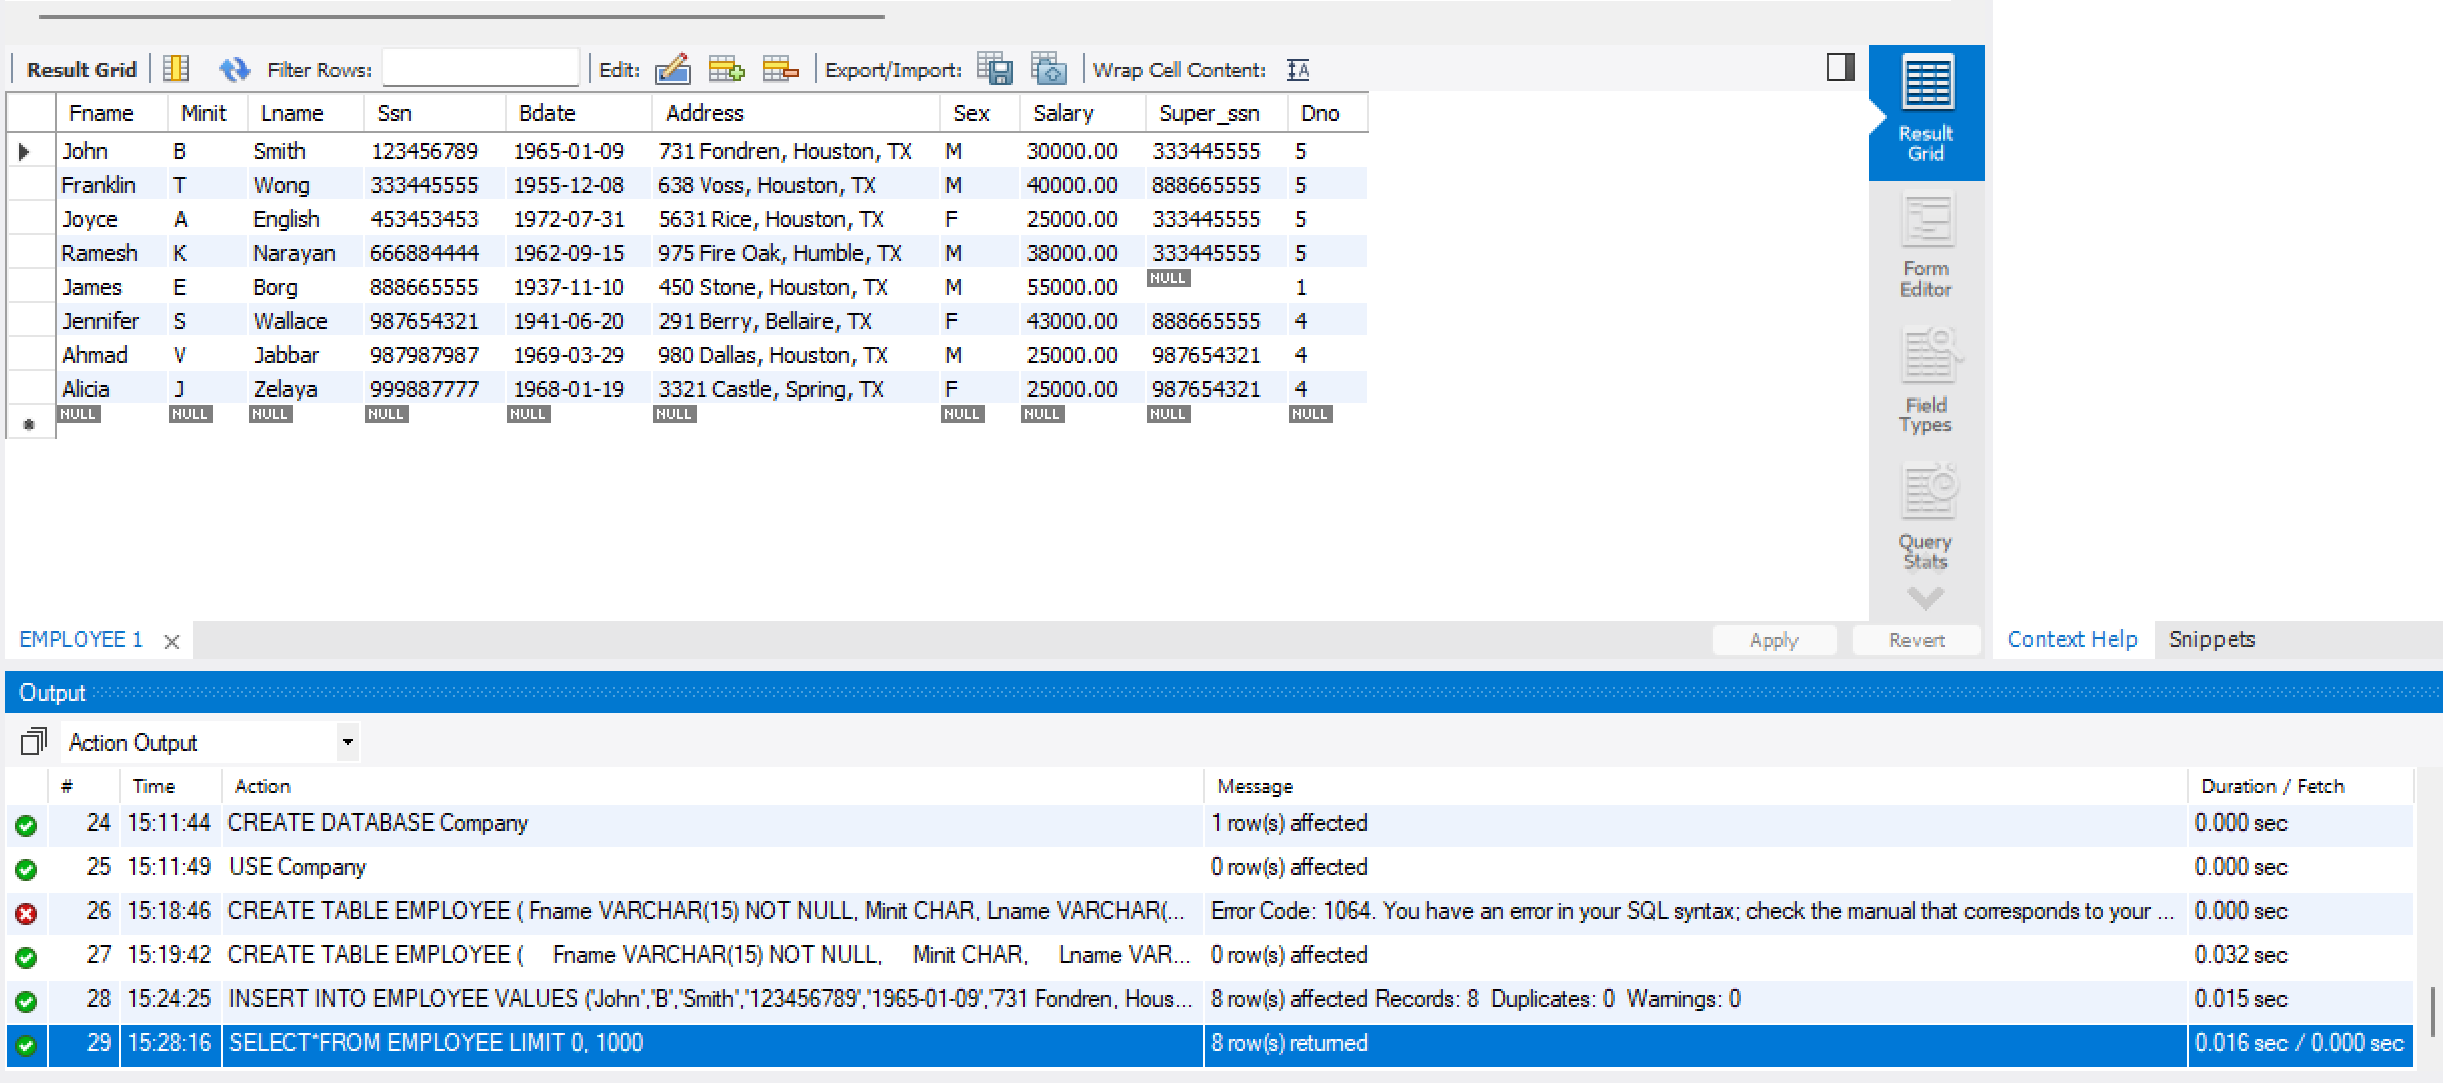 Result Grid Filter Rows: Edit: Export/Import: Wrap Cell Content: IA
Fname Minit Lname Ssn Bdate Address Sex Salary Super_ssn Dno
John B Smith 123456789 1965-01-09 731 Fondren, Houston, TX M 30000.00 333445555 5
Franklin T Wong 333445555 1955-12-08 638 Voss, Houston, TX M 40000.00 888665555 5
Joyce A English 453453453 1972-07-31 5631 Rice, Houston, TX F 25000.00 333445555 5
Ramesh K Narayan 666884444 1962-09-15 975 Fire Oak, Humble, TX M 38000.00 333445555 5
James E Borg 888665555 1937-11-10 450 Stone, Houston, TX M 55000.00 NULL 1
Jennifer S Wallace 987654321 1941-06-20 291 Berry, Bellaire, TX F 43000.00 888665555 4
Ahmad V Jabbar 987987987 1969-03-29 980 Dallas, Houston, TX M 25000.00 987654321 4
Alicia J Zelaya 999887777 1968-01-19 3321 Castle, Spring, TX F 25000.00 987654321 4
NULL NULL NULL NULL NULL NULL NULL NULL NULL NULL
Result
Grid
Form
Editor
Field
Types
Query
Stats
EMPLOYEE 1 Apply Revert Context Help Snippets
Output
Action Output
# Time Action Message Duration / Fetch
24 15:11:44 CREATE DATABASE Company 1 row(s) affected 0.000 sec
25 15:11:49 USE Company 0 row(s) affected 0.000 sec
26 15:18:46 CREATE TABLE EMPLOYEE ( Fname VARCHAR(15) NOT NULL, Minit CHAR, Lname VARCHAR(... Error Code: 1064. You have an error in your SQL syntax; check the manual that corresponds to your ... 0.000 sec
27 15:19:42 CREATE TABLE EMPLOYEE ( Fname VARCHAR(15) NOT NULL, Minit CHAR, Lname VAR... 0 row(s) affected 0.032 sec
28 15:24:25 INSERT INTO EMPLOYEE VALUES ('John','B','Smith','123456789','1965-01-09','731 Fondren, Hous... 8 row(s) affected Records: 8 Duplicates: 0 Warnings: 0 0.015 sec
29 15:28:16 SELECT*FROM EMPLOYEE LIMIT 0, 1000 8 row(s) returned 0.016 sec / 0.000 sec